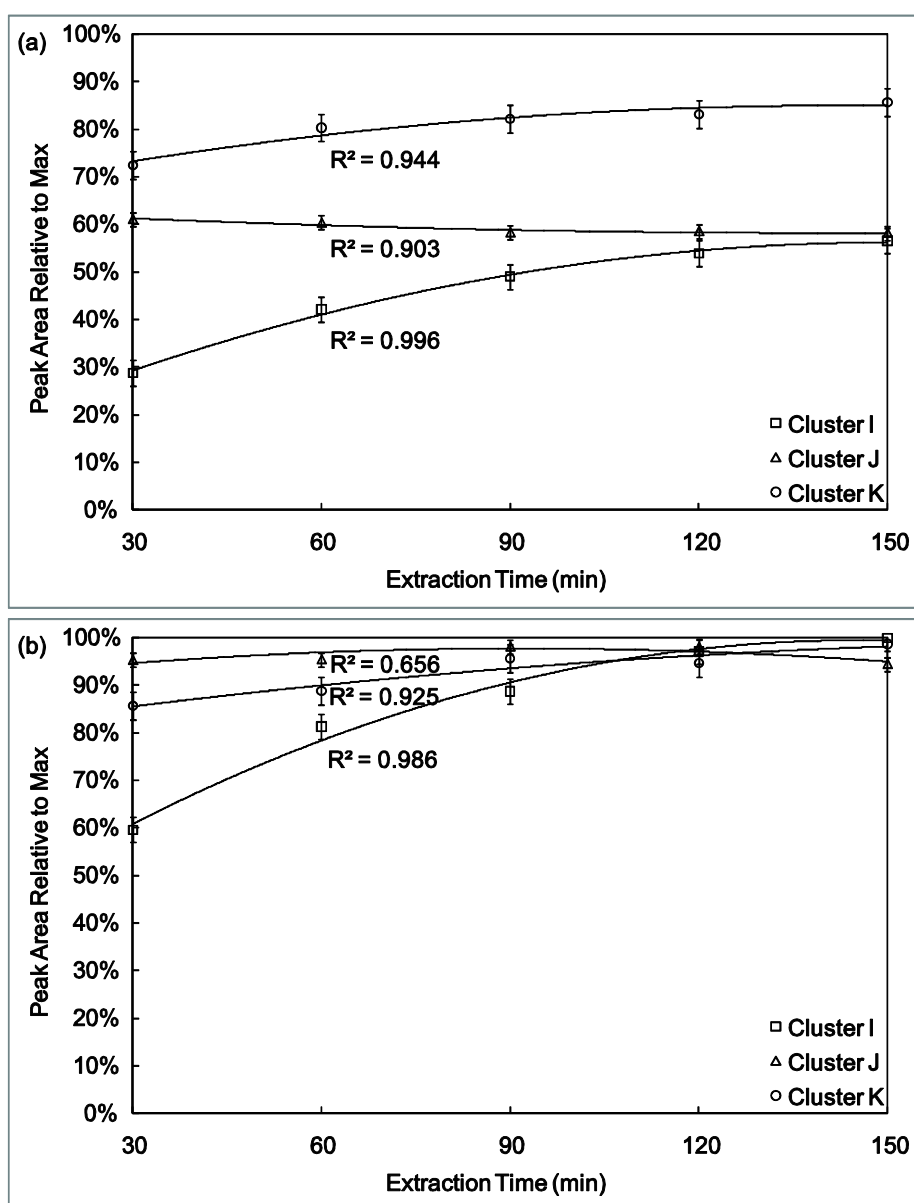 (a)
Peak Area Relative to Max
100%
90%
80%
70%
60%
50%
40%
30%
20%
10%
0%
R² = 0.944
R² = 0.903
R² = 0.996
Cluster I
Cluster J
Cluster K
30 60 90 120 150
Extraction Time (min)
(b)
Peak Area Relative to Max
100%
90%
80%
70%
60%
50%
40%
30%
20%
10%
0%
R² = 0.656
R² = 0.925
R² = 0.986
Cluster I
Cluster J
Cluster K
30 60 90 120 150
Extraction Time (min)